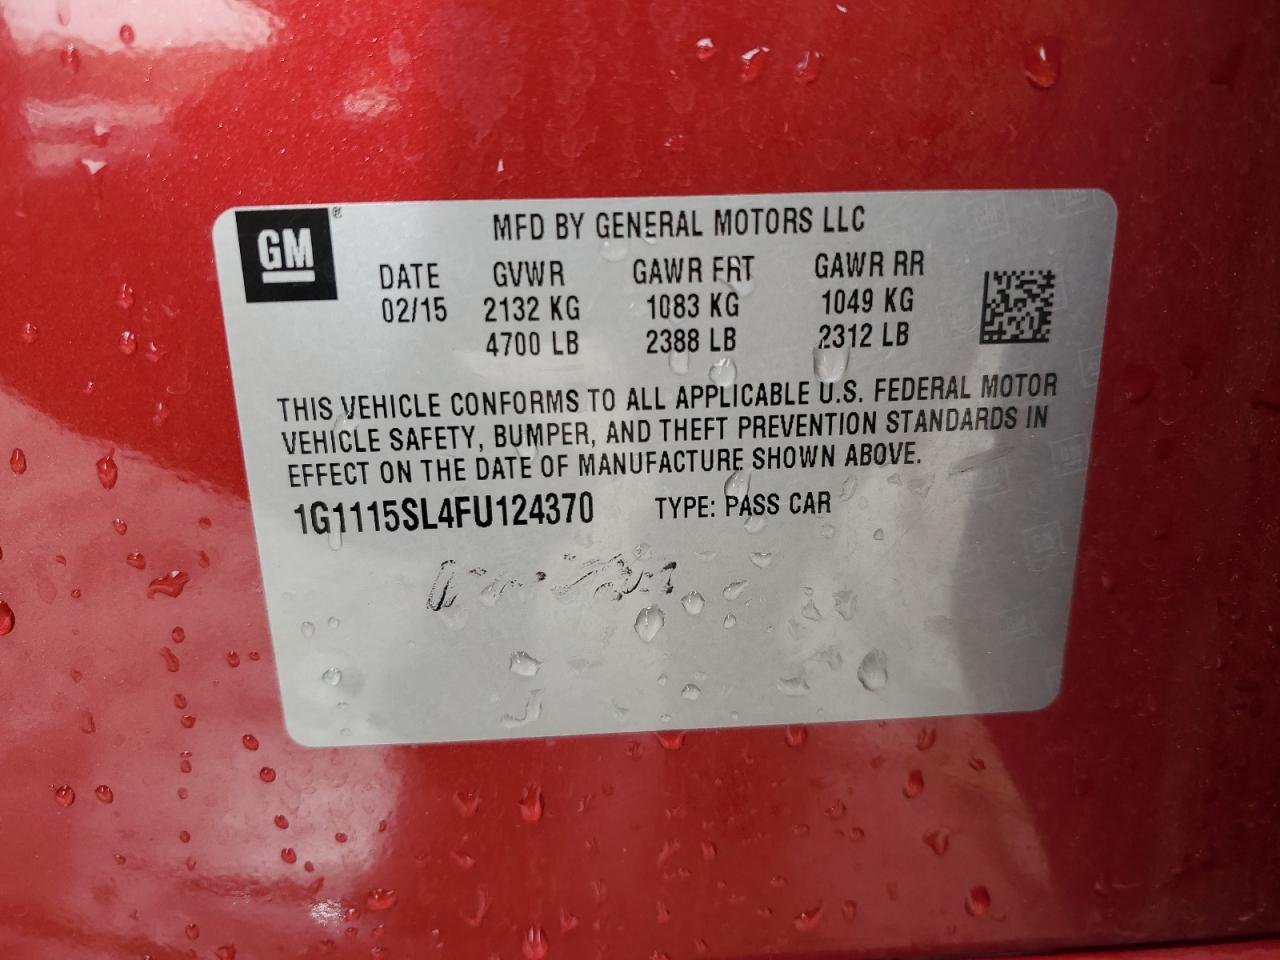 GM ®
MFD BY GENERAL MOTORS LLC
DATE GVWR GAWR FRT GAWR RR
02/15 2132 KG 1083 KG 1049 KG
4700 LB 2388 LB 2312 LB
THIS VEHICLE CONFORMS TO ALL APPLICABLE U.S. FEDERAL MOTOR
VEHICLE SAFETY, BUMPER, AND THEFT PREVENTION STANDARDS IN
EFFECT ON THE DATE OF MANUFACTURE SHOWN ABOVE.
1G1115SL4FU124370 TYPE: PASS CAR